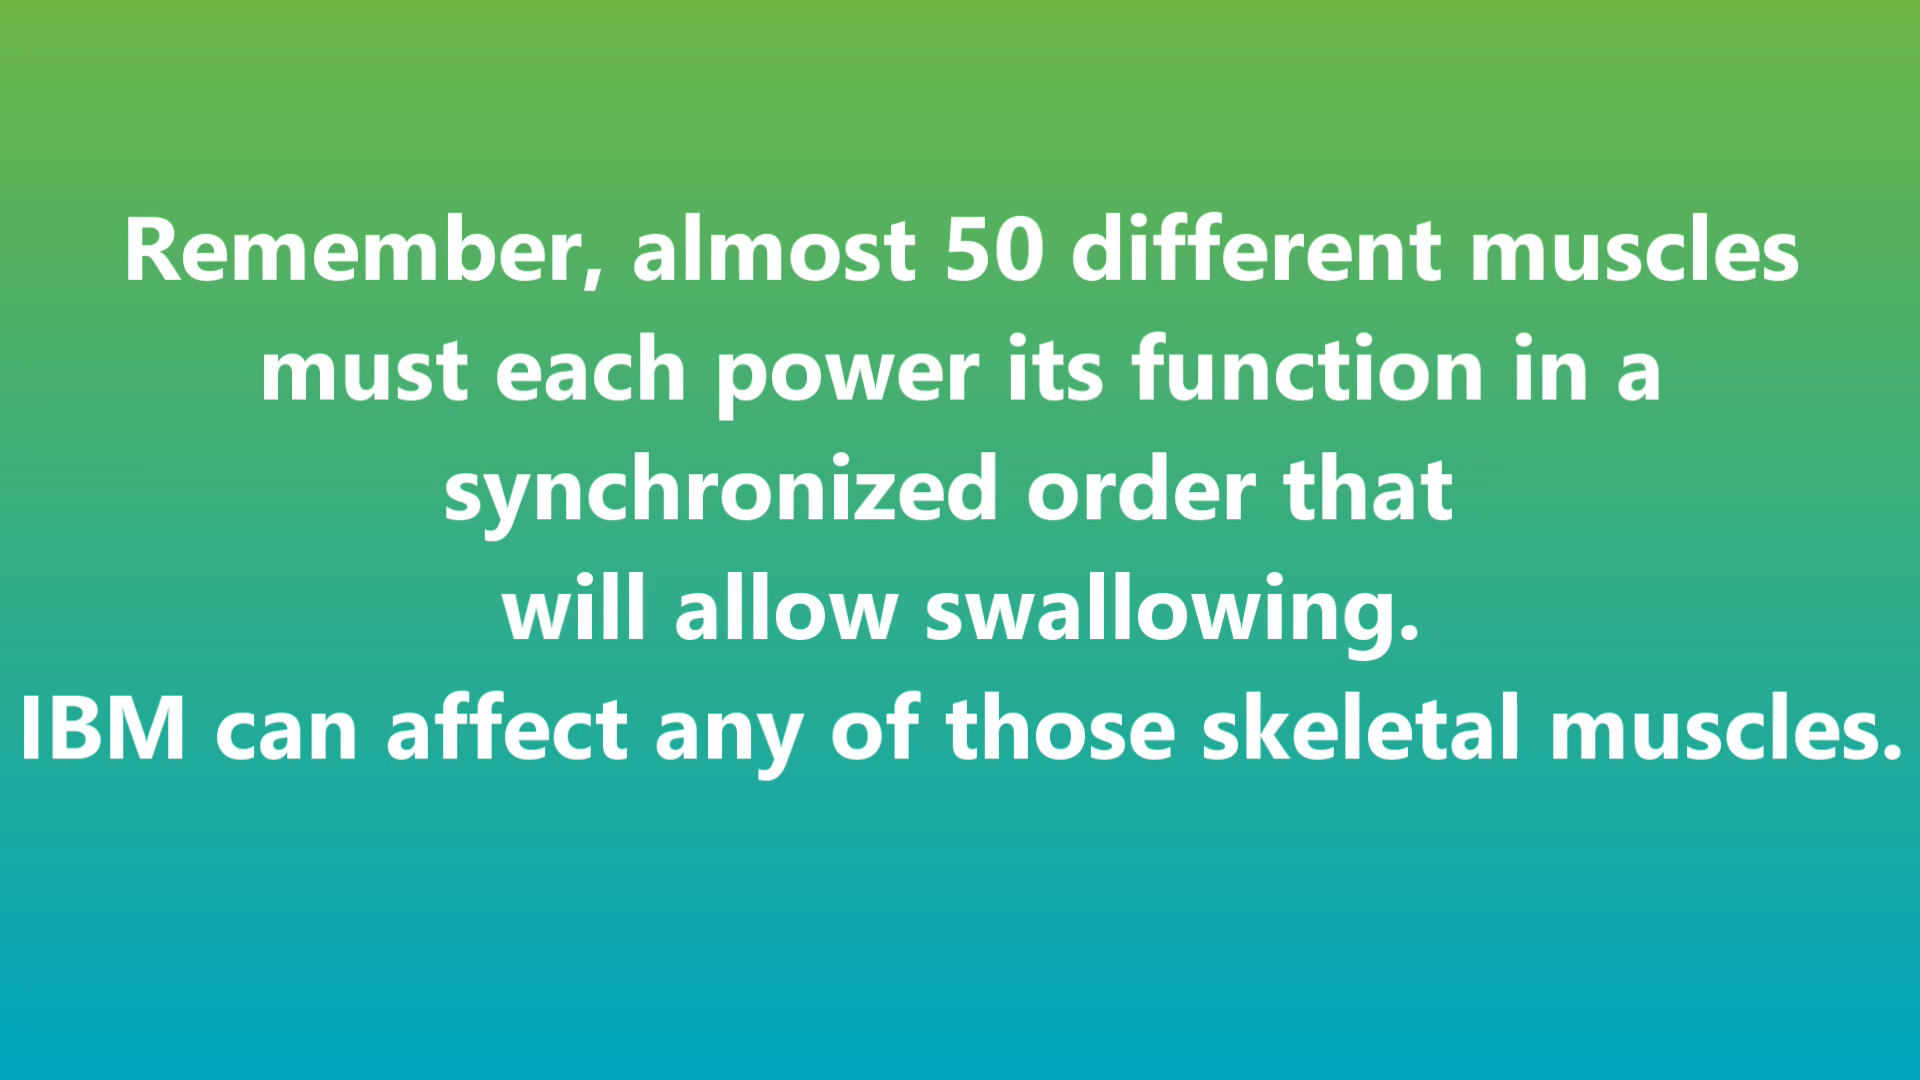 Remember, almost 50 different muscles
must each power its function in a
synchronized order that
will allow swallowing.
IBM can affect any of those skeletal muscles.